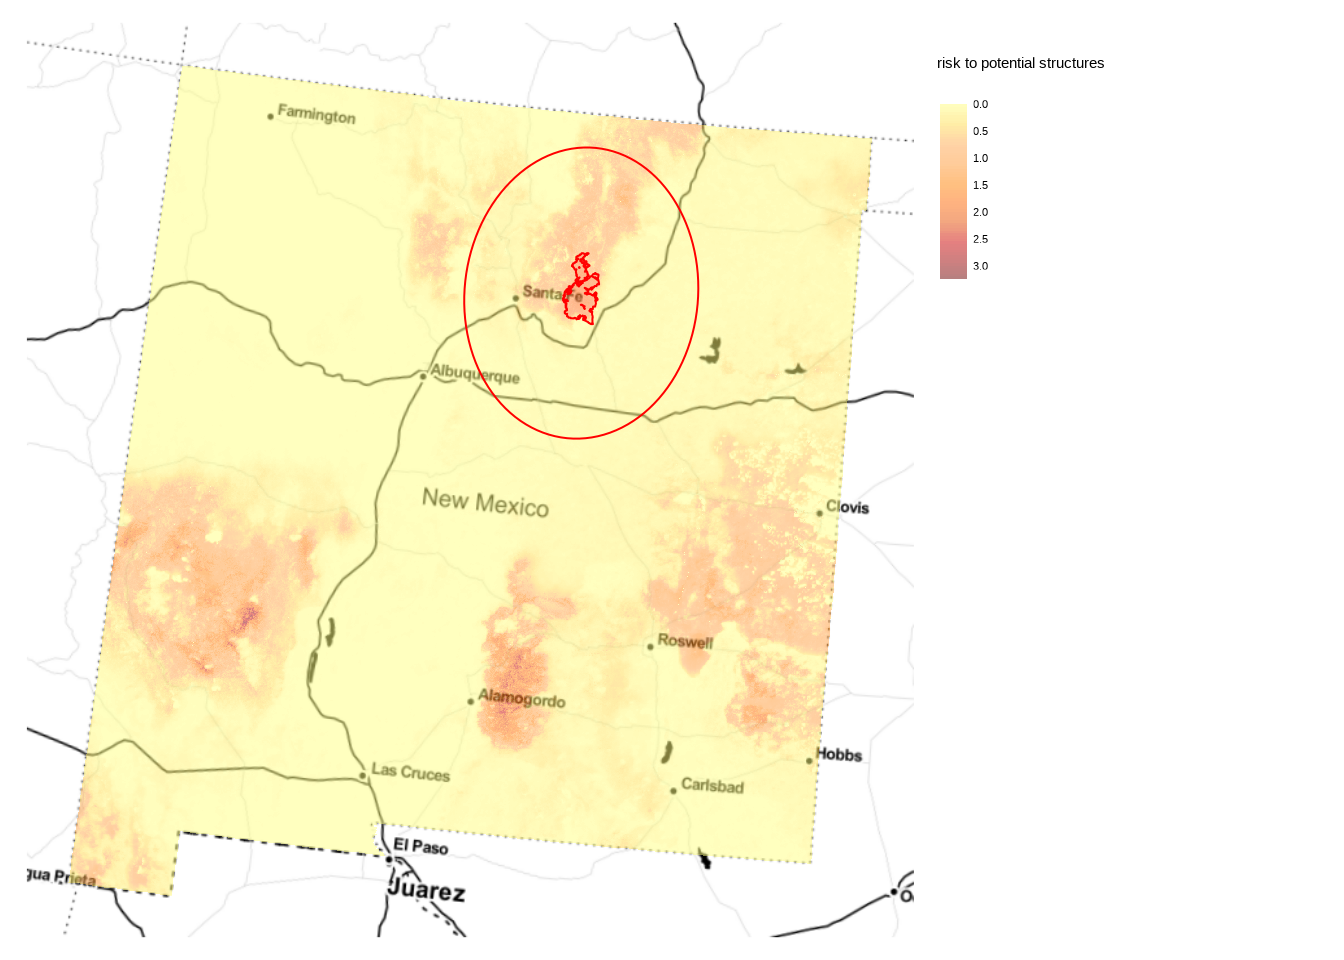 risk to potential structures
0.0
0.5
1.0
1.5
2.0
2.5
3.0
Farmington
Santa Fe
Albuquerque
New Mexico
Clovis
Roswell
Alamogordo
Hobbs
Las Cruces
Carlsbad
El Paso
gua Prieta
Juarez
O